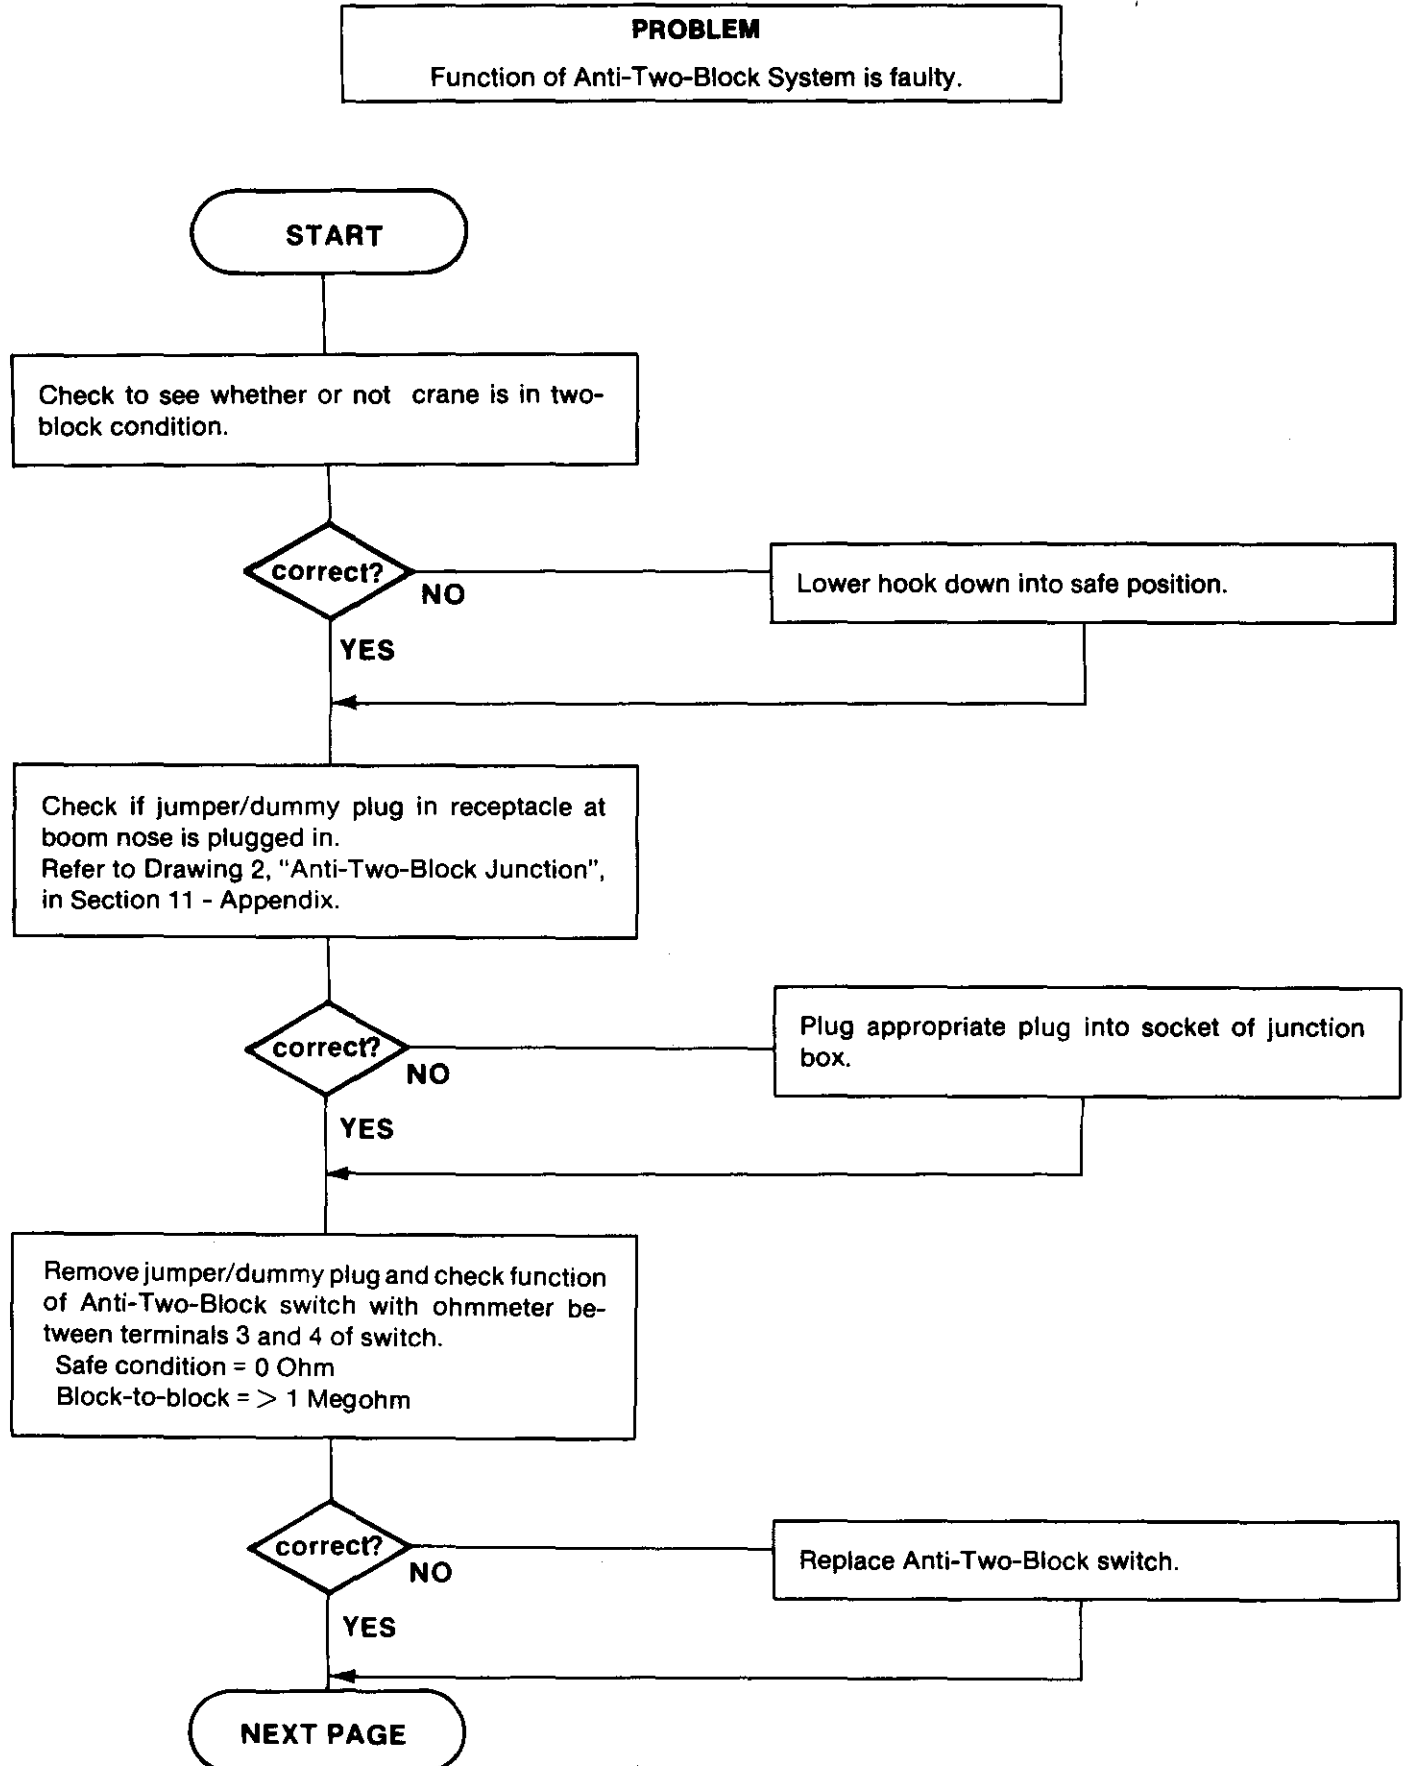 PROBLEM
Function of Anti-Two-Block System is faulty.
START
Check to see whether or not crane is in two-
block condition.
correct?
NO
Lower hook down into safe position.
YES
Check if jumper/dummy plug in receptacle at
boom nose is plugged in.
Refer to Drawing 2, “Anti-Two-Block Junction”,
in Section 11 - Appendix.
correct?
NO
Plug appropriate plug into socket of junction
box.
YES
Remove jumper/dummy plug and check function
of Anti-Two-Block switch with ohmmeter be-
tween terminals 3 and 4 of switch.
Safe condition = 0 Ohm
Block-to-block = > 1 Megohm
correct?
NO
Replace Anti-Two-Block switch.
YES
NEXT PAGE